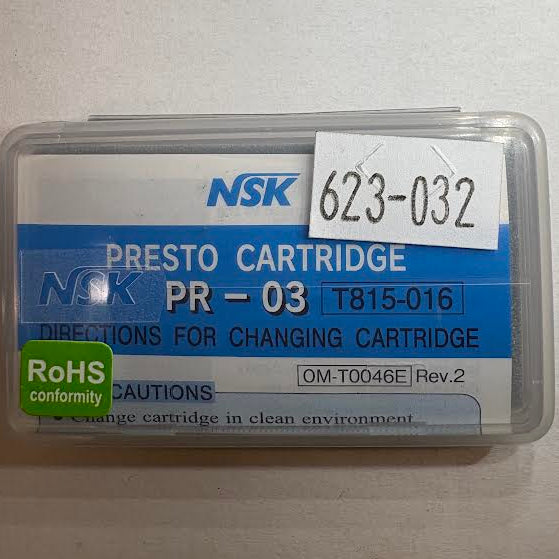 NSK
623-032
PRESTO CARTRIDGE
NSK
PR - 03 T815-016
DIRECTIONS FOR CHANGING CARTRIDGE
OM-T0046E Rev.2
RoHS
conformity
CAUTIONS
• Change cartridge in clean environment